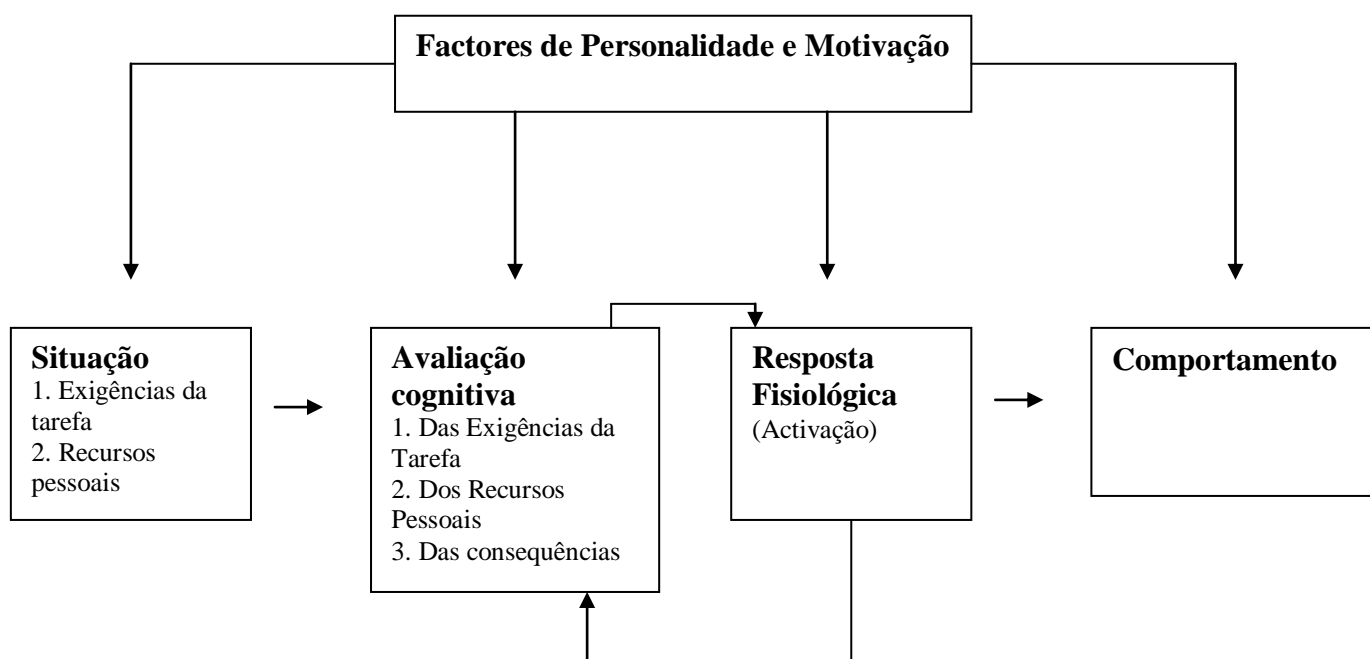 Factores de Personalidade e Motivação
Situação
1. Exigências da
tarefa
2. Recursos
pessoais
Avaliação
cognitiva
1. Das Exigências da
Tarefa
2. Dos Recursos
Pessoais
3. Das consequências
Resposta
Fisiológica
(Activação)
Comportamento